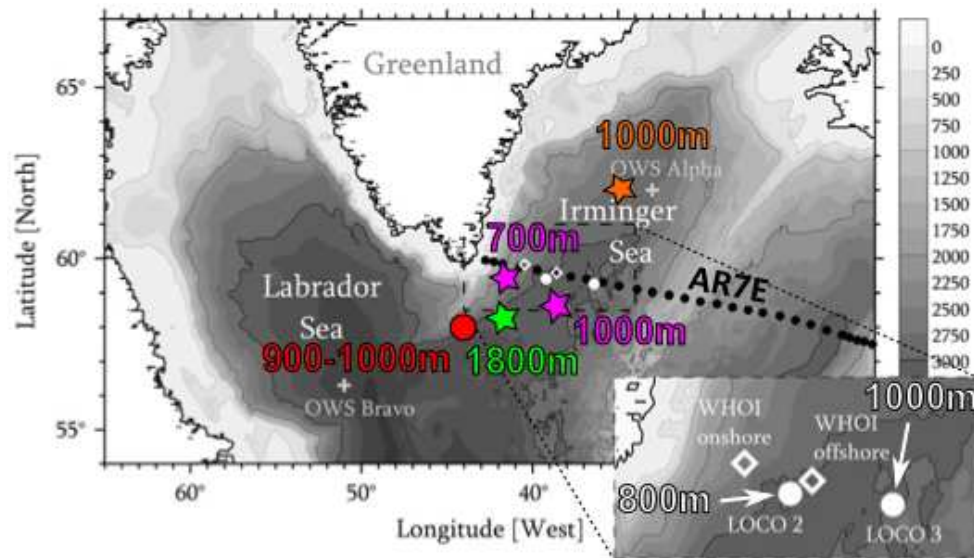 Greenland
1000m
OWS Alpha
Irminger
Sea
700m
AR7E
Labrador
Sea
900-1000m
1800m
1000m
OWS Bravo
1000m
WHOI
onshore
WHOI
offshore
800m
LOCO 2
LOCO 3
65°
60°
55°
Latitude [North]
60°
50°
40°
Longitude [West]
0
250
500
750
1000
1250
1500
1750
2000
2250
2500
2750
3000